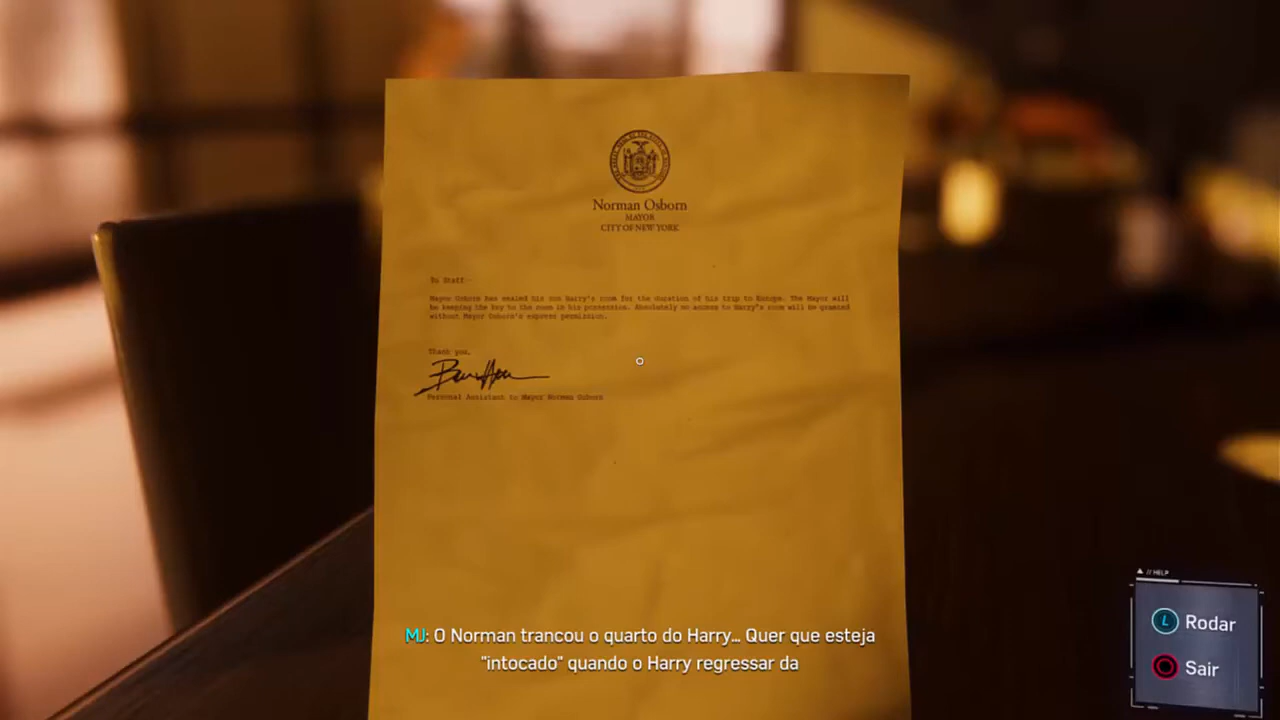 Norman Osborn
MAYOR
CITY OF NEW YORK
To Staff-
Mayor Osborn has sealed his son Harry's room for the duration of his trip to Europe. The Mayor will
be keeping the key to the room in his possession. Absolutely no access to Harry's room will be granted
without Mayor Osborn's express permission.
Thank you,
Personal Assistant to Mayor Norman Osborn
MJ: O Norman trancou o quarto do Harry... Quer que esteja
"intocado" quando o Harry regressar da
// HELP
L Rodar
Sair